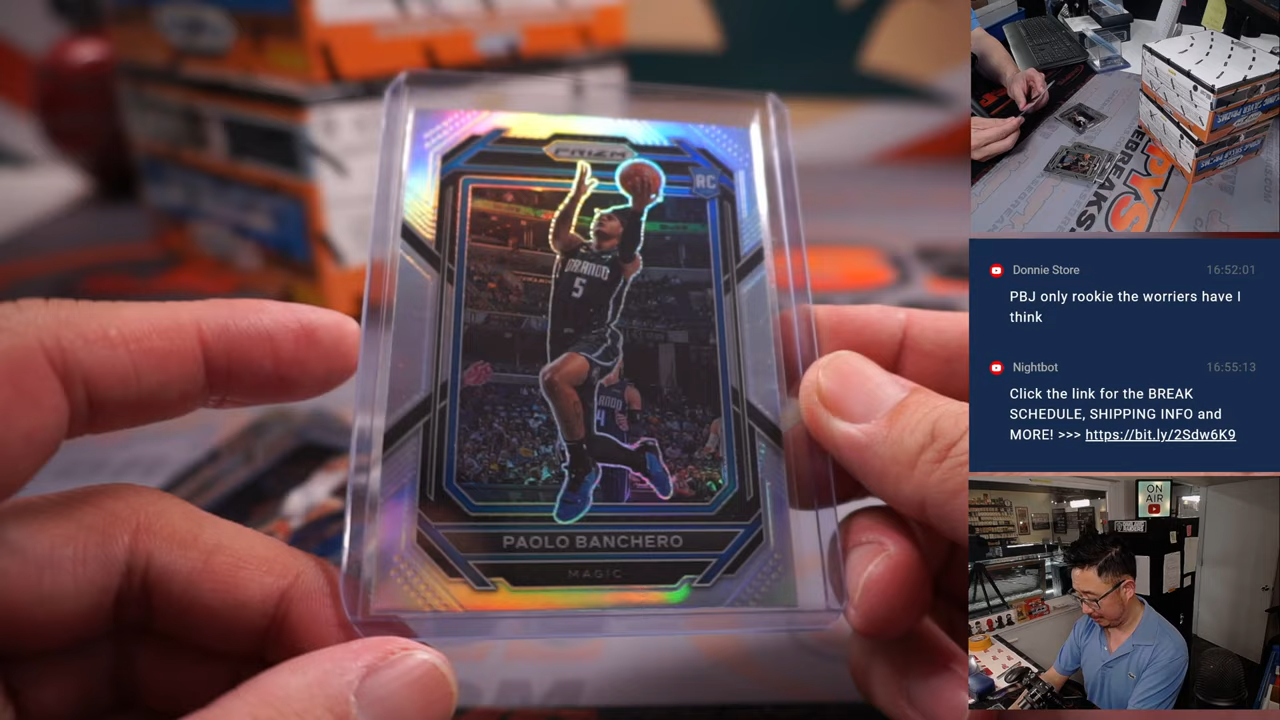 PRIZM
RC
ORLANDO
5
PAOLO BANCHERO
MAGIC
Donnie Store
16:52:01
PBJ only rookie the worriers have I
think
Nightbot
16:55:13
Click the link for the BREAK
SCHEDULE, SHIPPING INFO and
MORE! >>> https://bit.ly/2Sdw6K9
ON
AIR